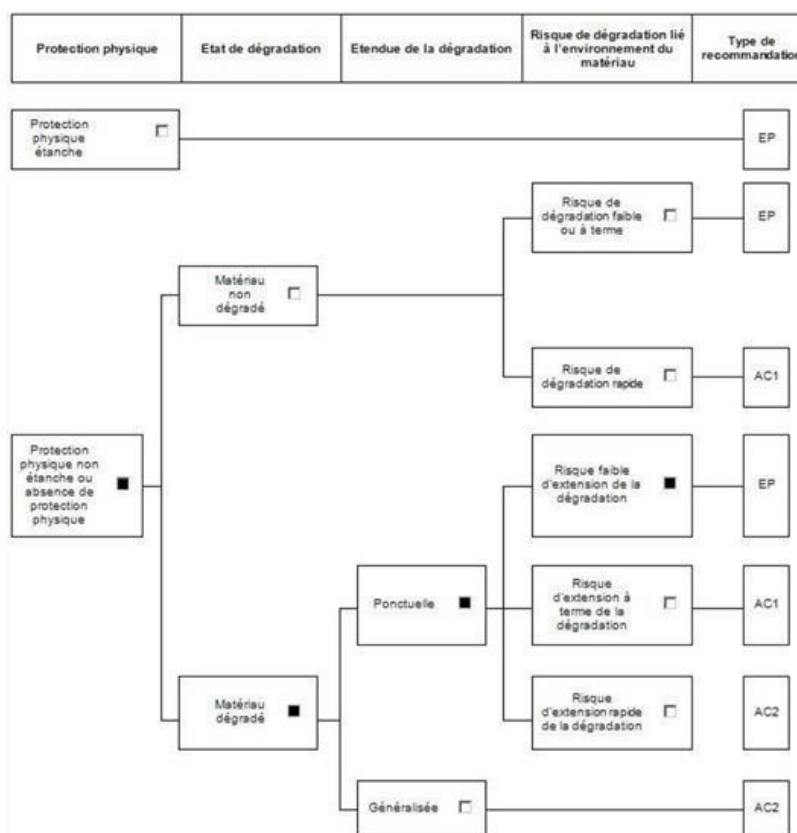 Protection physique
Etat de dégradation
Etendue de la dégradation
Risque de dégradation lié
à l'environnement du
matériau
Type de
recommandation
Protection
physique
étanche
EP
Risque de
dégradation faible
ou à terme
EP
Matériau
non
dégradé
Risque de
dégradation rapide
AC1
Protection
physique non
étanche ou
absence de
protection
physique
Risque faible
d'extension de la
dégradation
EP
Ponctuelle
Risque
d'extension à
terme de la
dégradation
AC1
Matériau
dégradé
Risque
d'extension rapide
de la dégradation
AC2
Généralisée
AC2